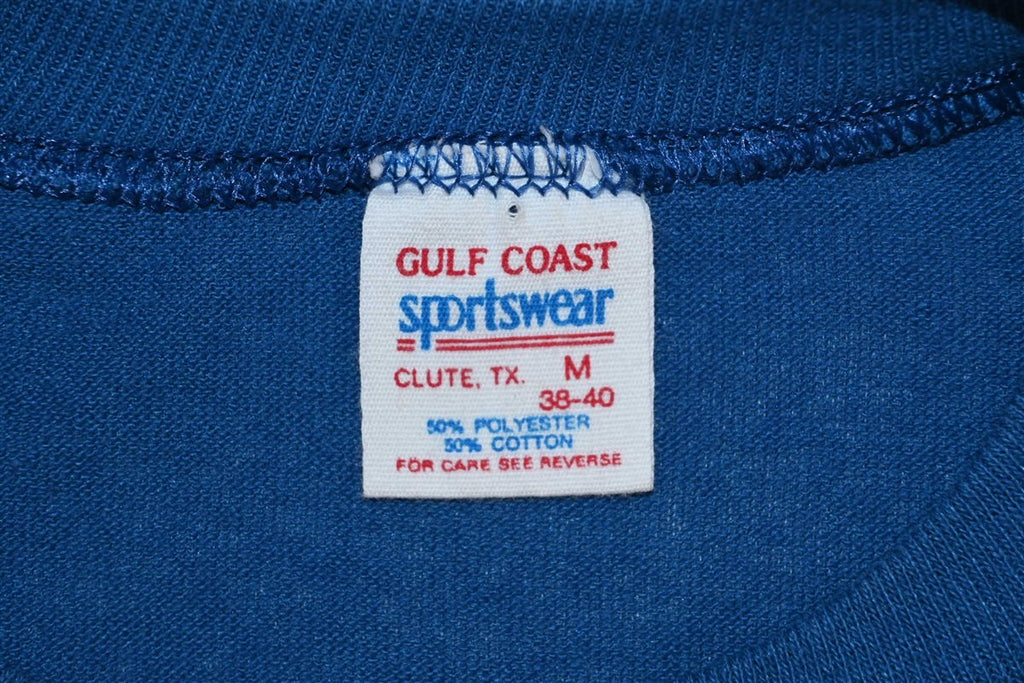 GULF COAST
sportswear
CLUTE, TX. M
38-40
50% POLYESTER
50% COTTON
FOR CARE SEE REVERSE